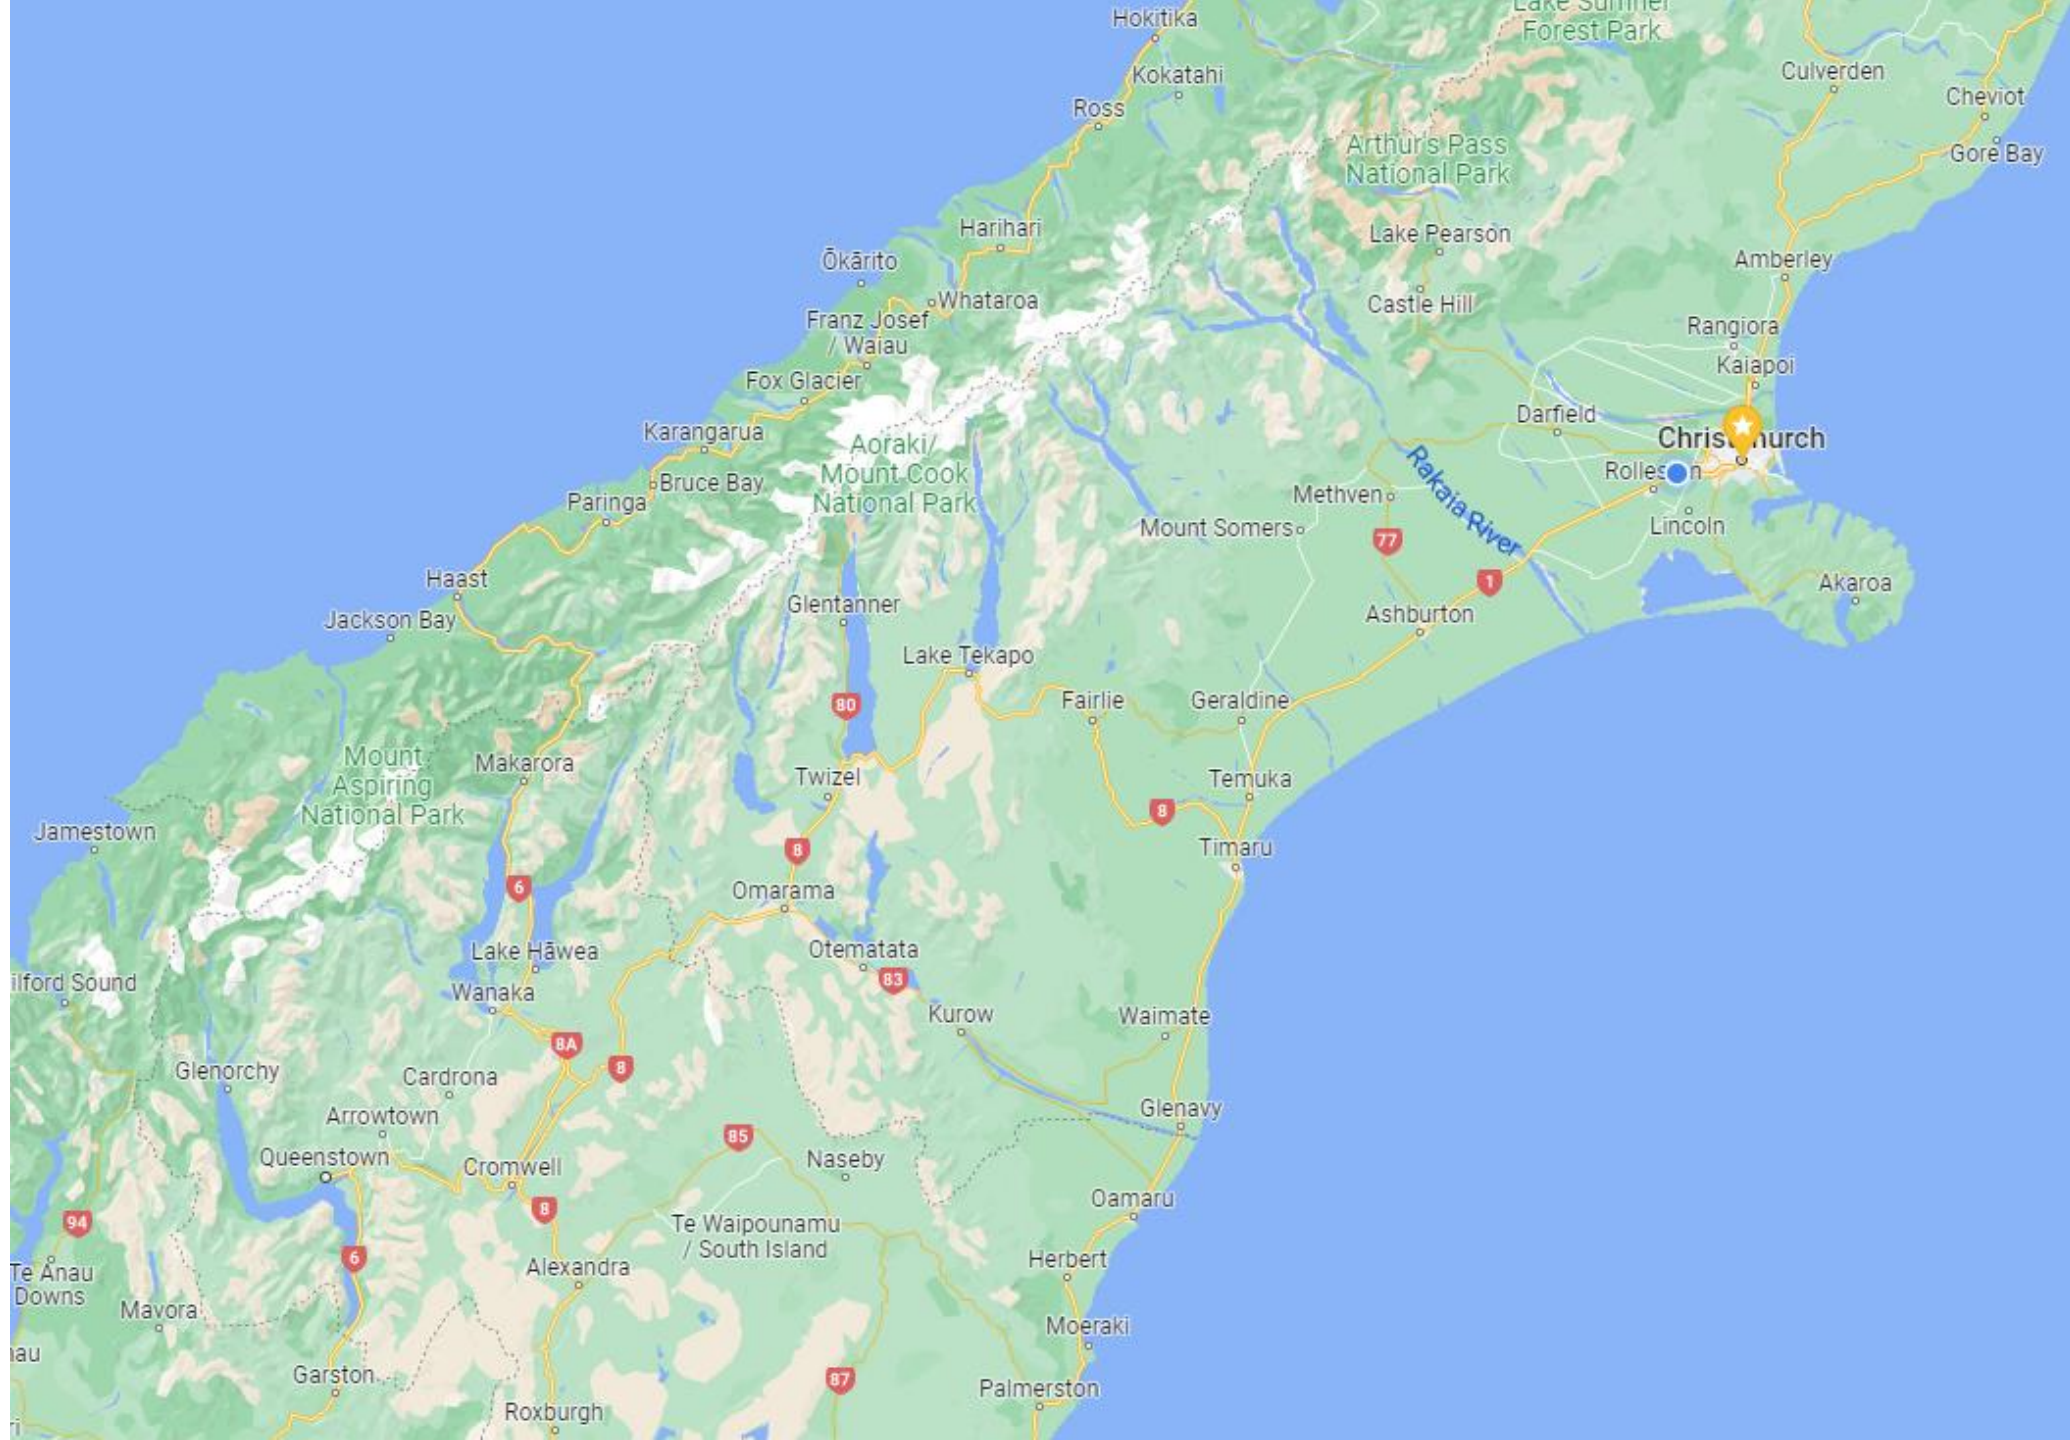 Hokitika
Lake Sumner
Forest Park
Kokatahi
Culverden
Cheviot
Ross
Arthur's Pass
National Park
Gore Bay
Harihari
Lake Pearson
Ōkārito
Amberley
Whataroa
Castle Hill
Franz Josef
/ Waiau
Rangiora
Kaiapoi
Fox Glacier
Darfield
Karangarua
Christchurch
Aoraki/
Mount Cook
National Park
Rolleston
Bruce Bay
Paringa
Methven
Rakaia River
Mount Somers
Lincoln
77
1
Haast
Akaroa
Glentanner
Jackson Bay
Ashburton
Lake Tekapo
80
Fairlie
Geraldine
Mount
Aspiring
National Park
Makarora
Twizel
Temuka
8
Jamestown
8
Timaru
6
Omarama
Lake Hāwea
Otematata
83
ilford Sound
Wanaka
Kurow
Waimate
8A
8
Glenorchy
Cardrona
Arrowtown
Glenavy
85
Queenstown
Cromwell
Naseby
Oamaru
8
94
Te Waipounamu
/ South Island
6
Herbert
Alexandra
Te Anau
Downs
Mavora
Moeraki
au
Garston
87
Palmerston
Roxburgh
ri